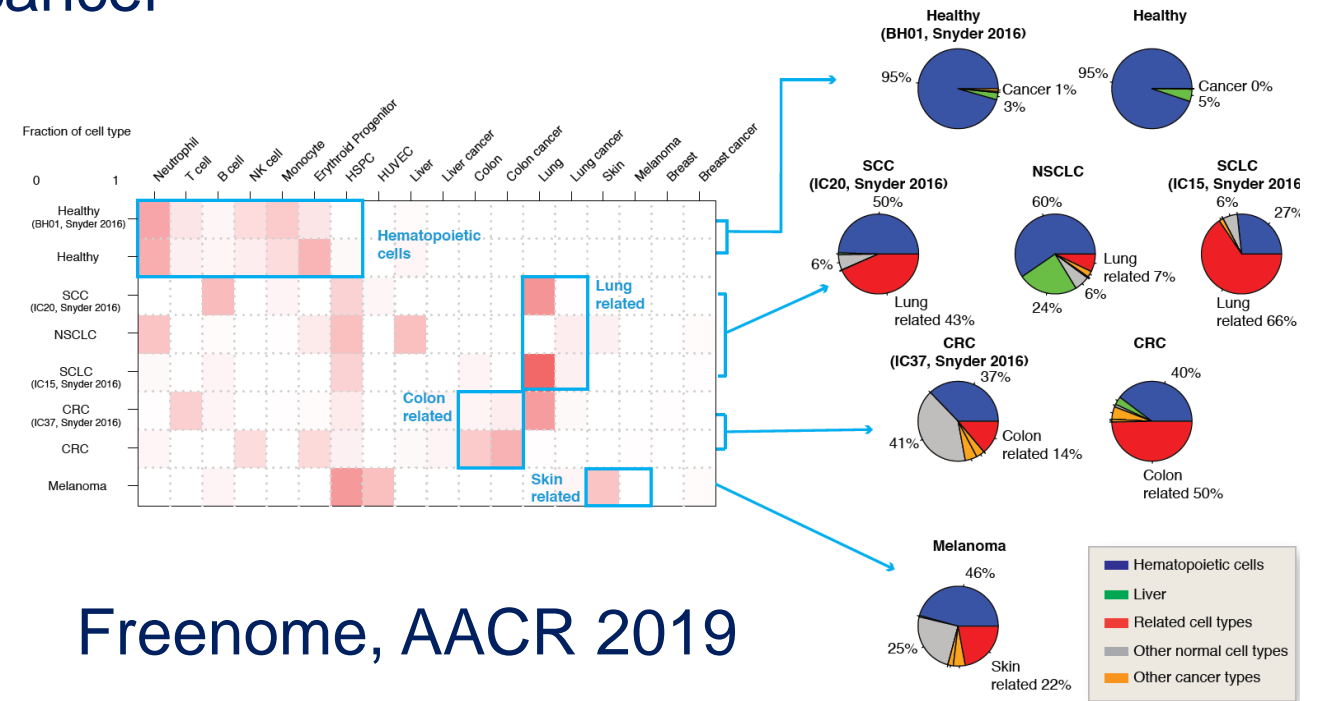 Fraction of cell type
0 1
Neutrophil
T cell
B cell
NK cell
Monocyte
Erythroid Progenitor
HSPC
HUVEC
Liver
Liver cancer
Colon
Colon cancer
Lung
Lung cancer
Skin
Melanoma
Breast
Breast cancer
Healthy
(BH01, Snyder 2016)
Healthy
SCC
(IC20, Snyder 2016)
NSCLC
SCLC
(IC15, Snyder 2016)
CRC
(IC37, Snyder 2016)
CRC
Melanoma
Hematopoietic
cells
Lung
related
Colon
related
Skin
related
Healthy
(BH01, Snyder 2016)
95%
Cancer 1%
3%
Healthy
95%
Cancer 0%
5%
SCC
(IC20, Snyder 2016)
50%
6%
Lung
related 43%
NSCLC
60%
Lung
related 7%
6%
24%
SCLC
(IC15, Snyder 2016
6%
27%
Lung
related 66%
CRC
(IC37, Snyder 2016)
37%
41%
Colon
related 14%
CRC
40%
Colon
related 50%
Melanoma
46%
25%
Skin
related 22%
Hematopoietic cells
Liver
Related cell types
Other normal cell types
Other cancer types
Freenome, AACR 2019